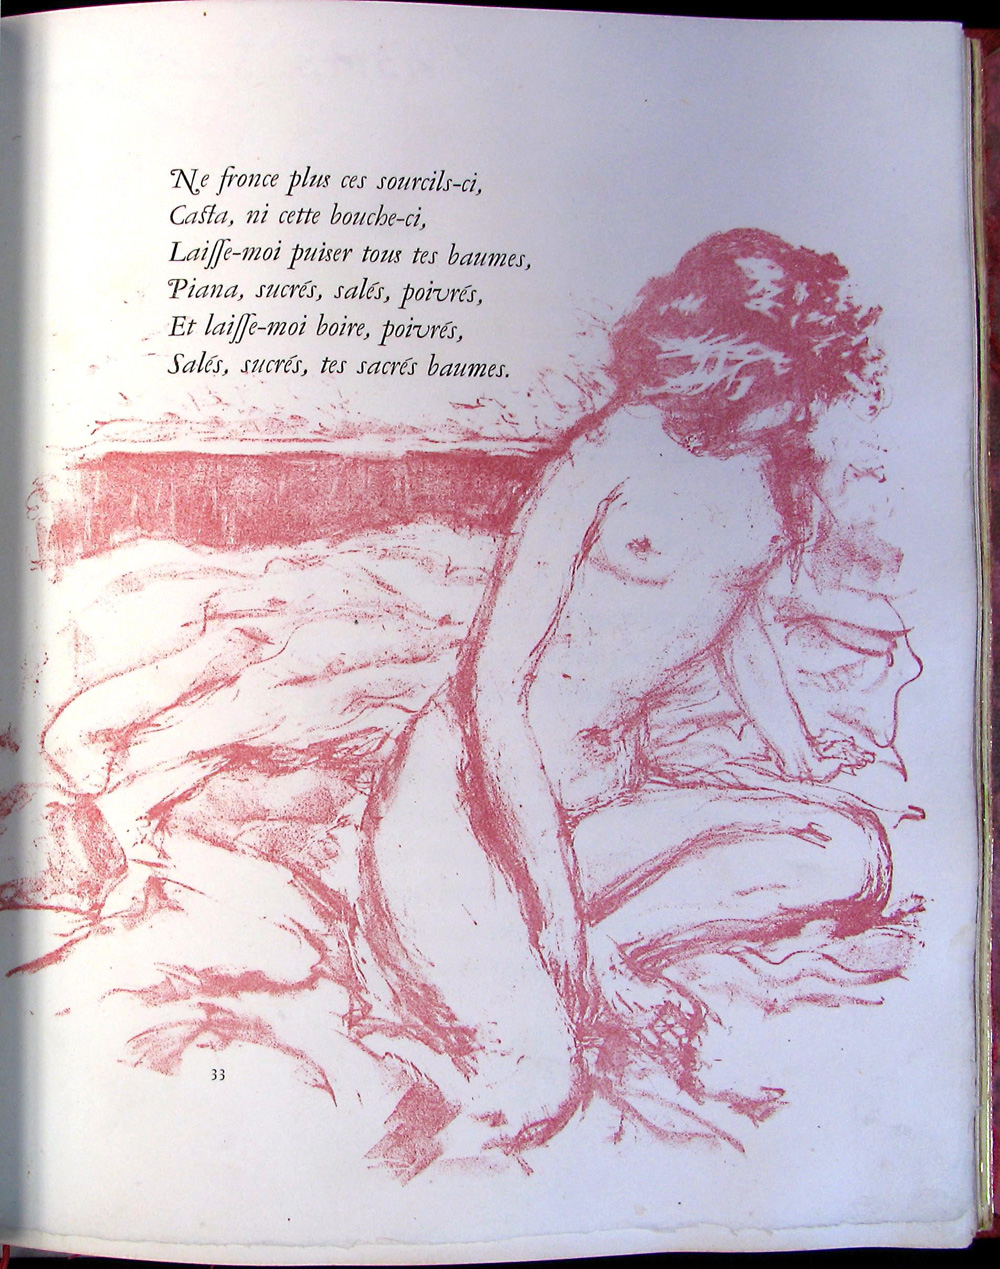 Ne fronce plus ces sourcils-ci,
Casta, ni cette bouche-ci,
Laisse-moi puiser tous tes baumes,
Piana, sucrés, salés, poivrés,
Et laisse-moi boire, poivrés,
Salés, sucrés, tes sacrés baumes.
33